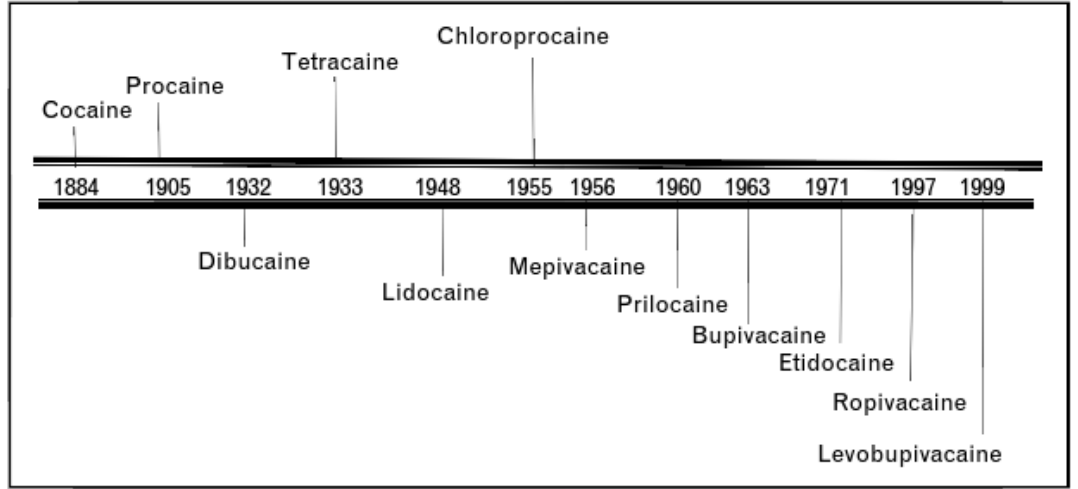 Chloroprocaine
Tetracaine
Procaine
Cocaine
1884 1905 1932 1933 1948 1955 1956 1960 1963 1971 1997 1999
Dibucaine
Mepivacaine
Lidocaine
Prilocaine
Bupivacaine
Etidocaine
Ropivacaine
Levobupivacaine